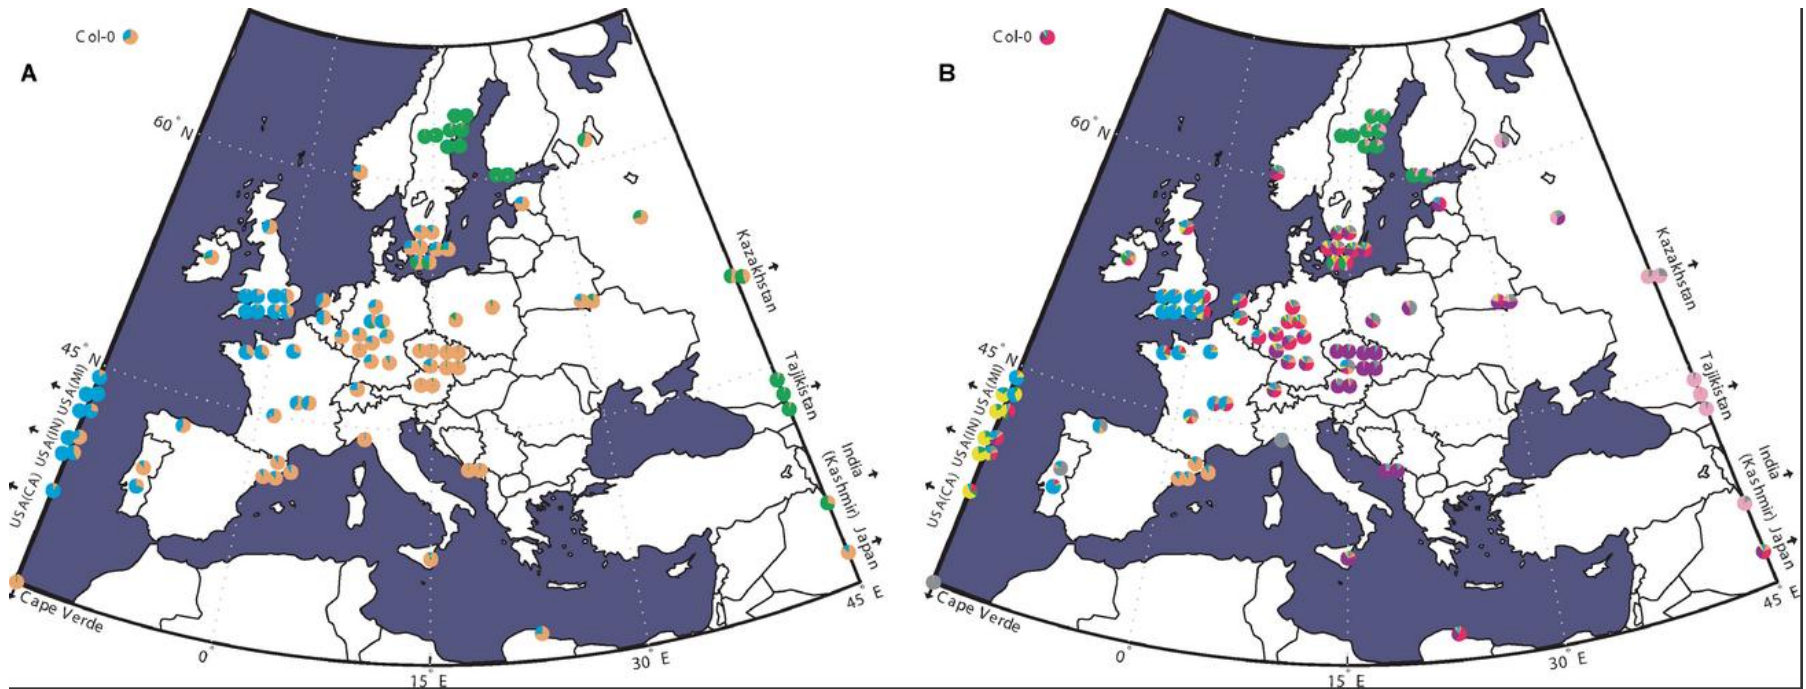 Col-0
A
60° N
45° N
USA(MI)
USA(IN)
USA(CA)
Cape Verde
0°
15° E
30° E
45° E
Kazakhstan
Tajikistan
India
(Kashmir)
Japan
Col-0
B
60° N
45° N
USA(MI)
USA(IN)
USA(CA)
Cape Verde
0°
15° E
30° E
45° E
Kazakhstan
Tajikistan
India
(Kashmir)
Japan